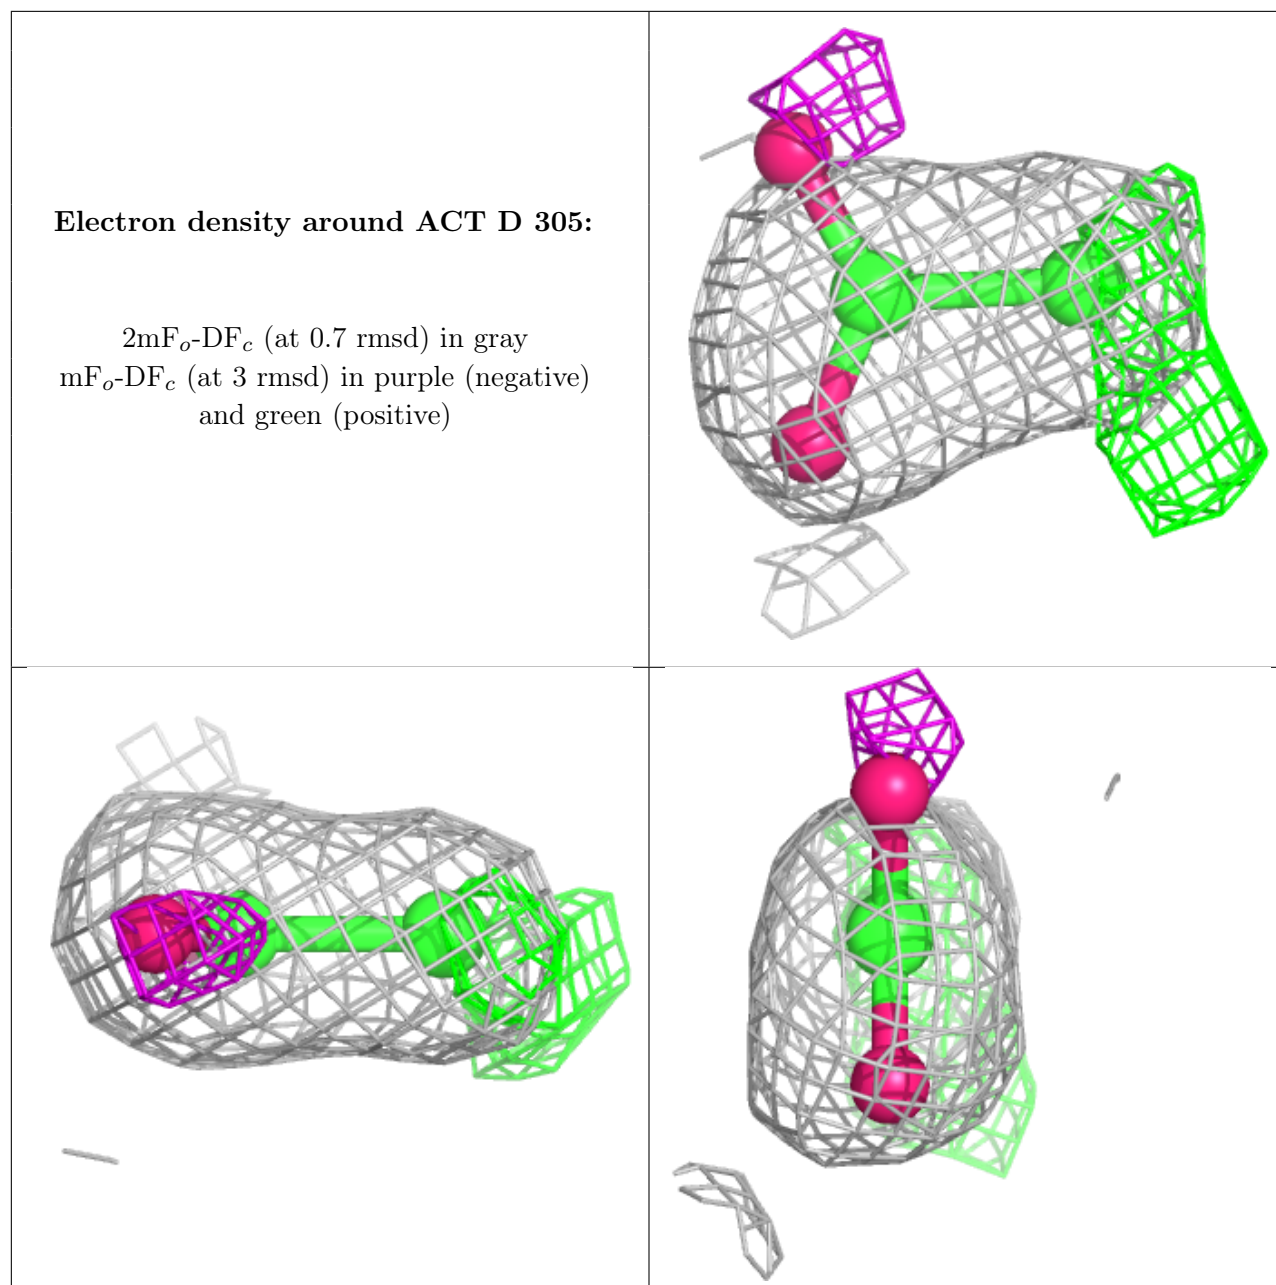 Electron density around ACT D 305:
2mFo-DFc (at 0.7 rmsd) in gray
mFo-DFc (at 3 rmsd) in purple (negative)
and green (positive)